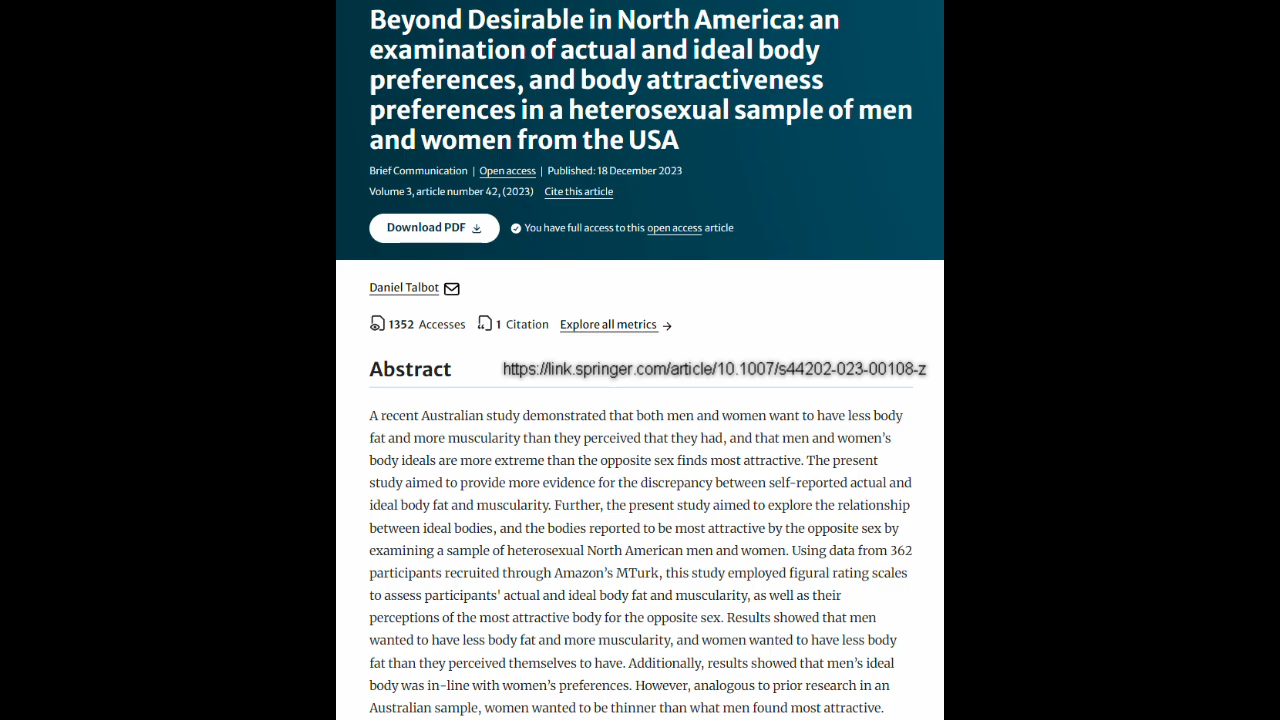 Beyond Desirable in North America: an
examination of actual and ideal body
preferences, and body attractiveness
preferences in a heterosexual sample of men
and women from the USA
Brief Communication | Open access | Published: 18 December 2023
Volume 3, article number 42, (2023) Cite this article
Download PDF You have full access to this open access article
Daniel Talbot
1352 Accesses 1 Citation Explore all metrics →
Abstract https://link.springer.com/article/10.1007/s44202-023-00108-z
A recent Australian study demonstrated that both men and women want to have less body
fat and more muscularity than they perceived that they had, and that men and women’s
body ideals are more extreme than the opposite sex finds most attractive. The present
study aimed to provide more evidence for the discrepancy between self-reported actual and
ideal body fat and muscularity. Further, the present study aimed to explore the relationship
between ideal bodies, and the bodies reported to be most attractive by the opposite sex by
examining a sample of heterosexual North American men and women. Using data from 362
participants recruited through Amazon’s MTurk, this study employed figural rating scales
to assess participants' actual and ideal body fat and muscularity, as well as their
perceptions of the most attractive body for the opposite sex. Results showed that men
wanted to have less body fat and more muscularity, and women wanted to have less body
fat than they perceived themselves to have. Additionally, results showed that men’s ideal
body was in-line with women’s preferences. However, analogous to prior research in an
Australian sample, women wanted to be thinner than what men found most attractive.